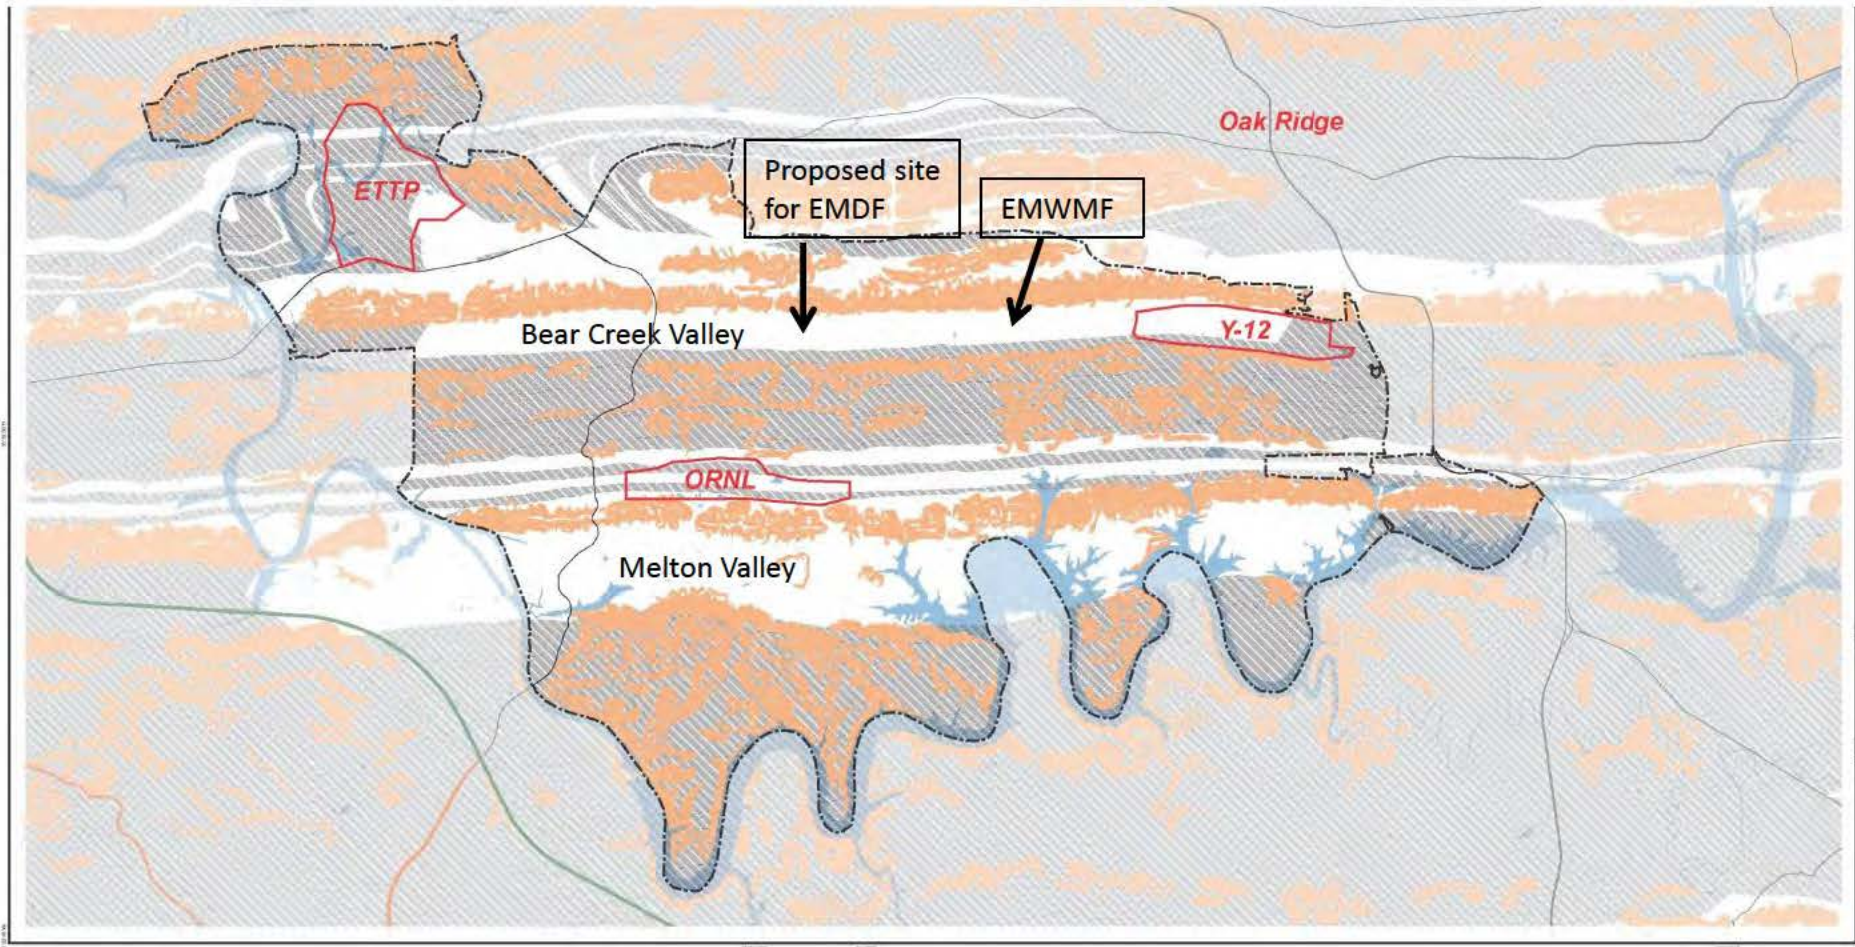 Oak Ridge
Proposed site
for EMDF
EMWMF
ETTP
Bear Creek Valley
Y-12
ORNL
Melton Valley